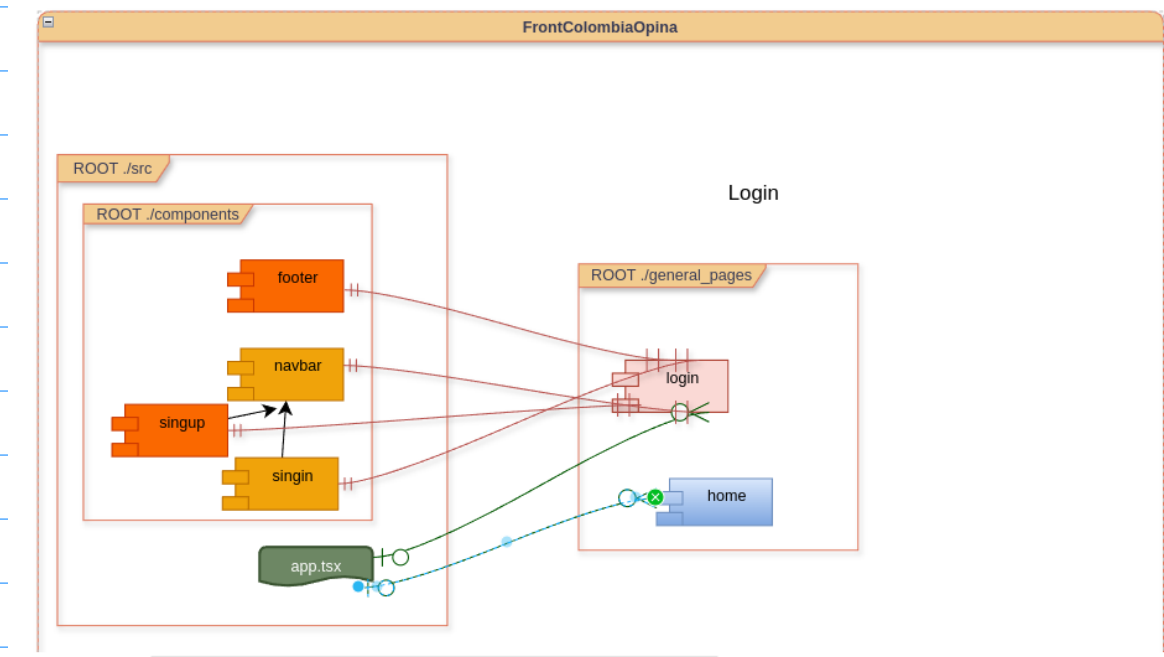 FrontColombiaOpina
ROOT ./src
Login
ROOT ./components
ROOT ./general_pages
footer
navbar
login
singup
singin
home
app.tsx